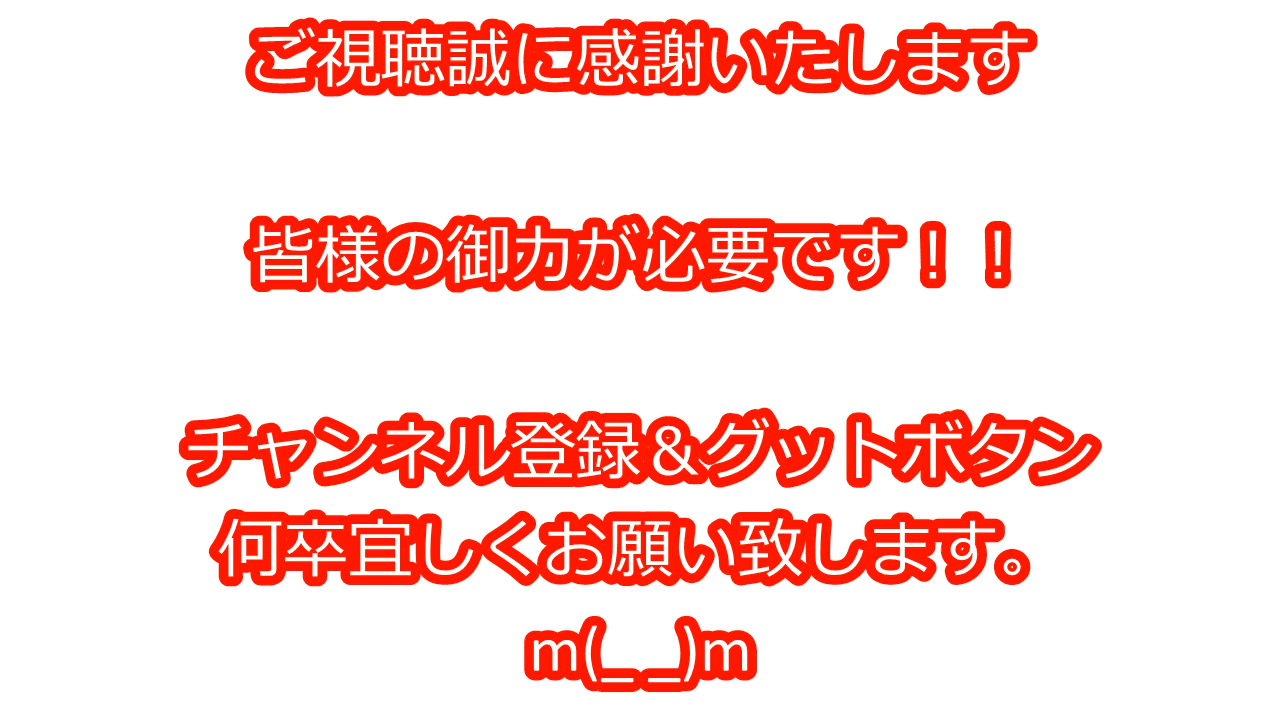 ご視聴誠に感謝いたします
皆様の御力が必要です！！
チャンネル登録＆グットボタン
何卒宜しくお願い致します。
m(_ _)m